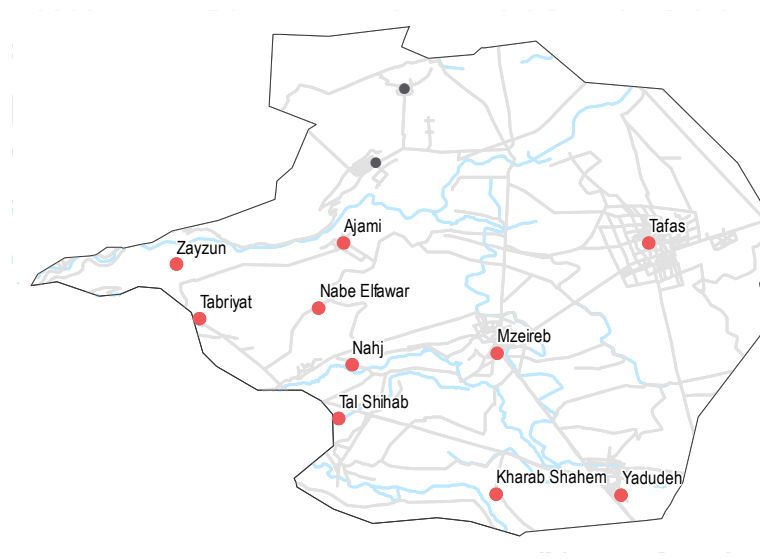 Ajami
Tafas
Zayzun
Nabe Elfawar
Tabriyat
Mzeireb
Nahj
Tal Shihab
Kharab Shahem
Yadudeh